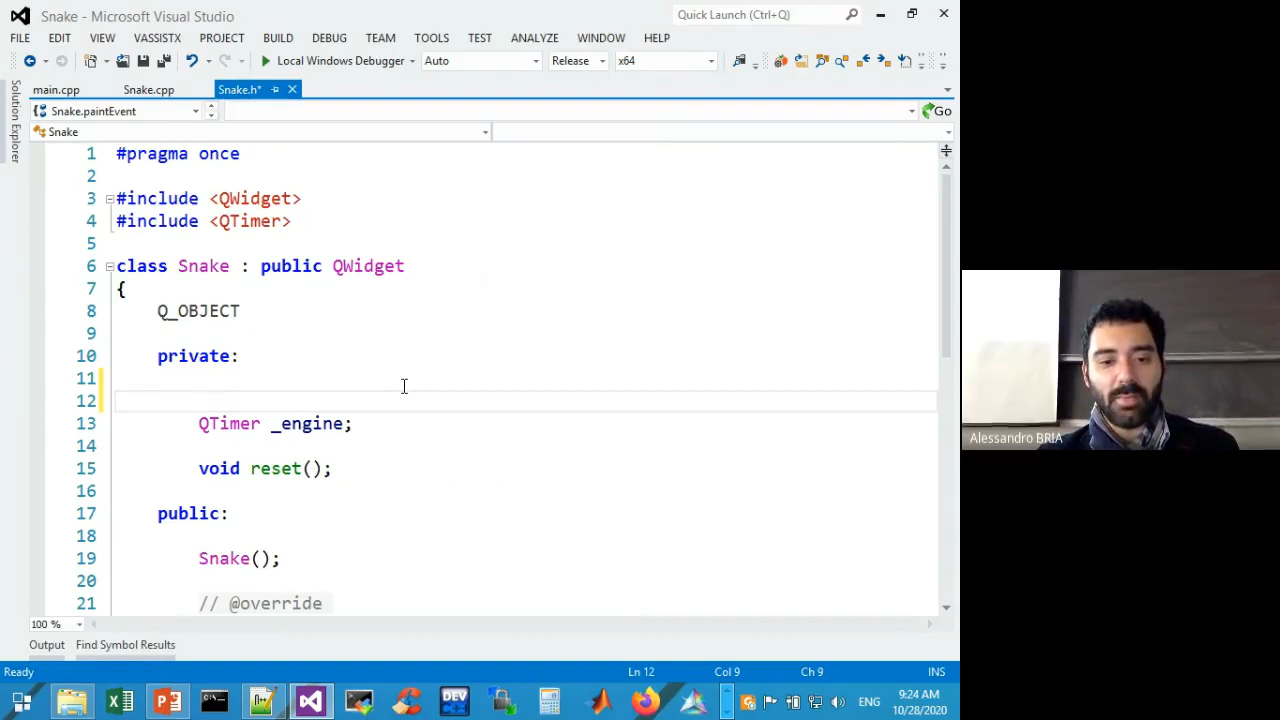 Snake - Microsoft Visual Studio
Quick Launch (Ctrl+Q)
FILE EDIT VIEW VASSISTX PROJECT BUILD DEBUG TEAM TOOLS TEST ANALYZE WINDOW HELP
Local Windows Debugger Auto Release x64
main.cpp Snake.cpp Snake.h*
Snake.paintEvent Go
Snake
Solution Explorer
1 #pragma once
2
3 #include <QWidget>
4 #include <QTimer>
5
6 class Snake : public QWidget
7 {
8 Q_OBJECT
9
10 private:
11
12
13 QTimer _engine;
14
15 void reset();
16
17 public:
18
19 Snake();
20
21 // @override
100 %
Output Find Symbol Results
Ready Ln 12 Col 9 Ch 9 INS
DEV
ENG
9:24 AM
10/28/2020
Alessandro BRIA